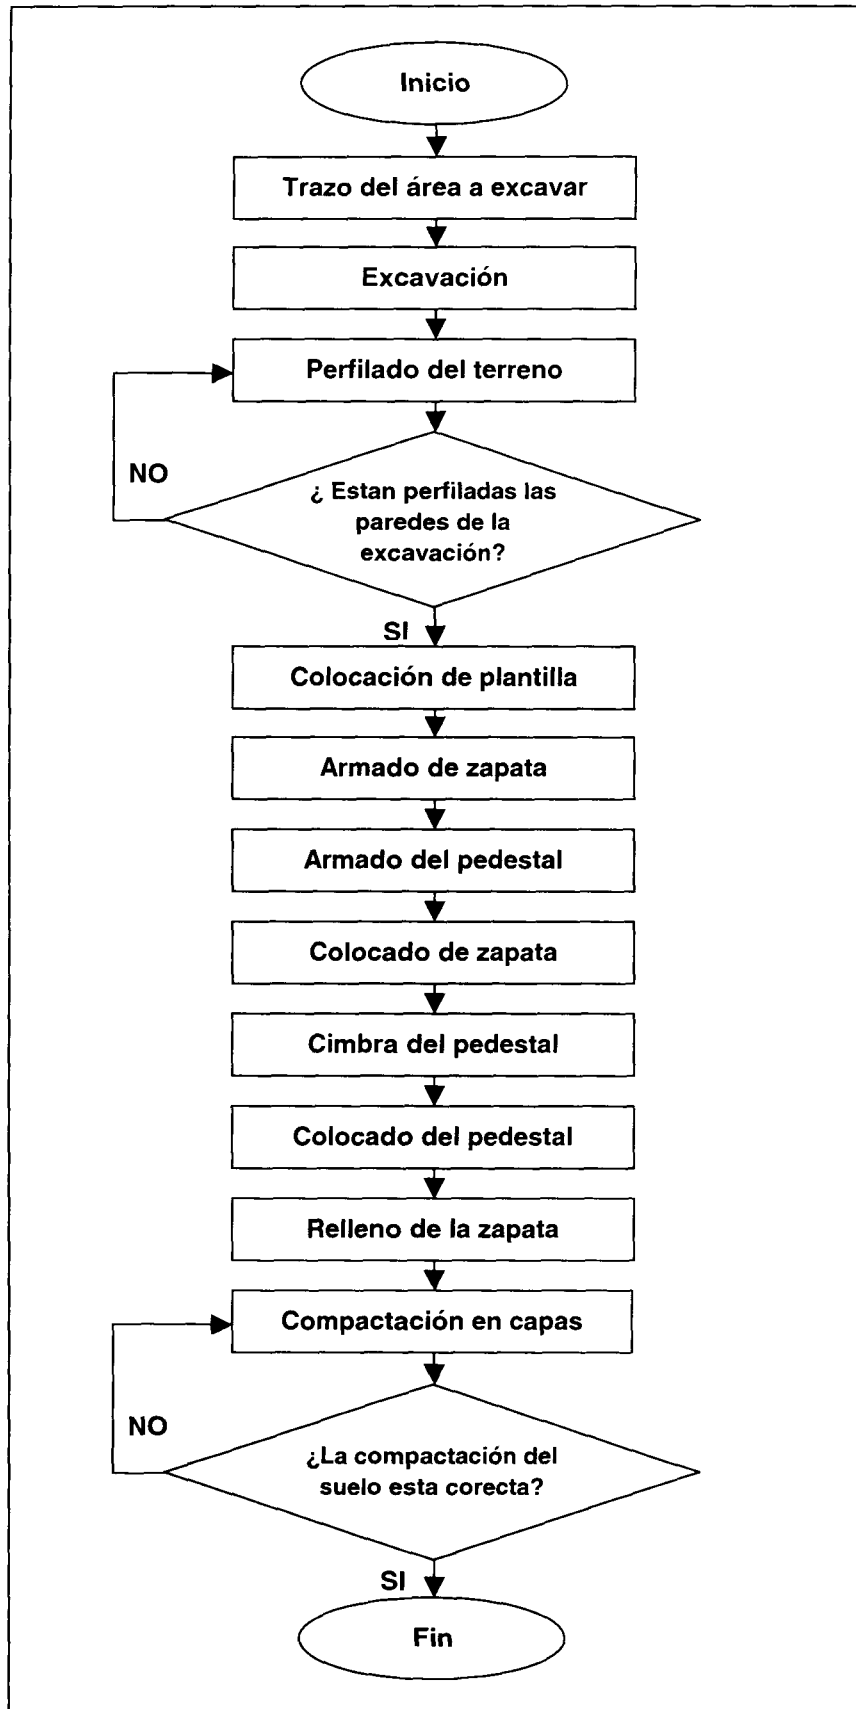 Inicio
Trazo del área a excavar
Excavación
Perfilado del terreno
NO
¿ Estan perfiladas las
paredes de la
excavación?
SI
Colocación de plantilla
Armado de zapata
Armado del pedestal
Colocado de zapata
Cimbra del pedestal
Colocado del pedestal
Relleno de la zapata
Compactación en capas
NO
¿La compactación del
suelo esta corecta?
SI
Fin